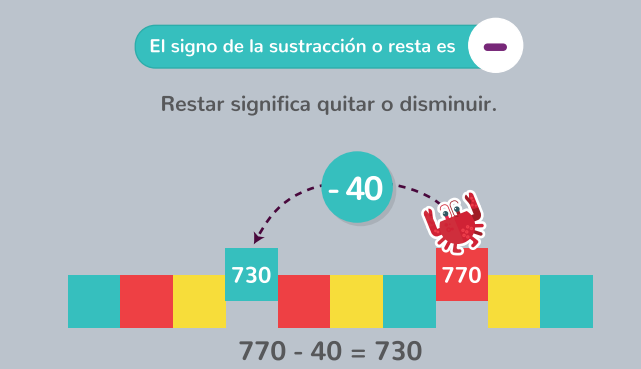 El signo de la sustracción o resta es -
Restar significa quitar o disminuir.
- 40
730
770
770 - 40 = 730